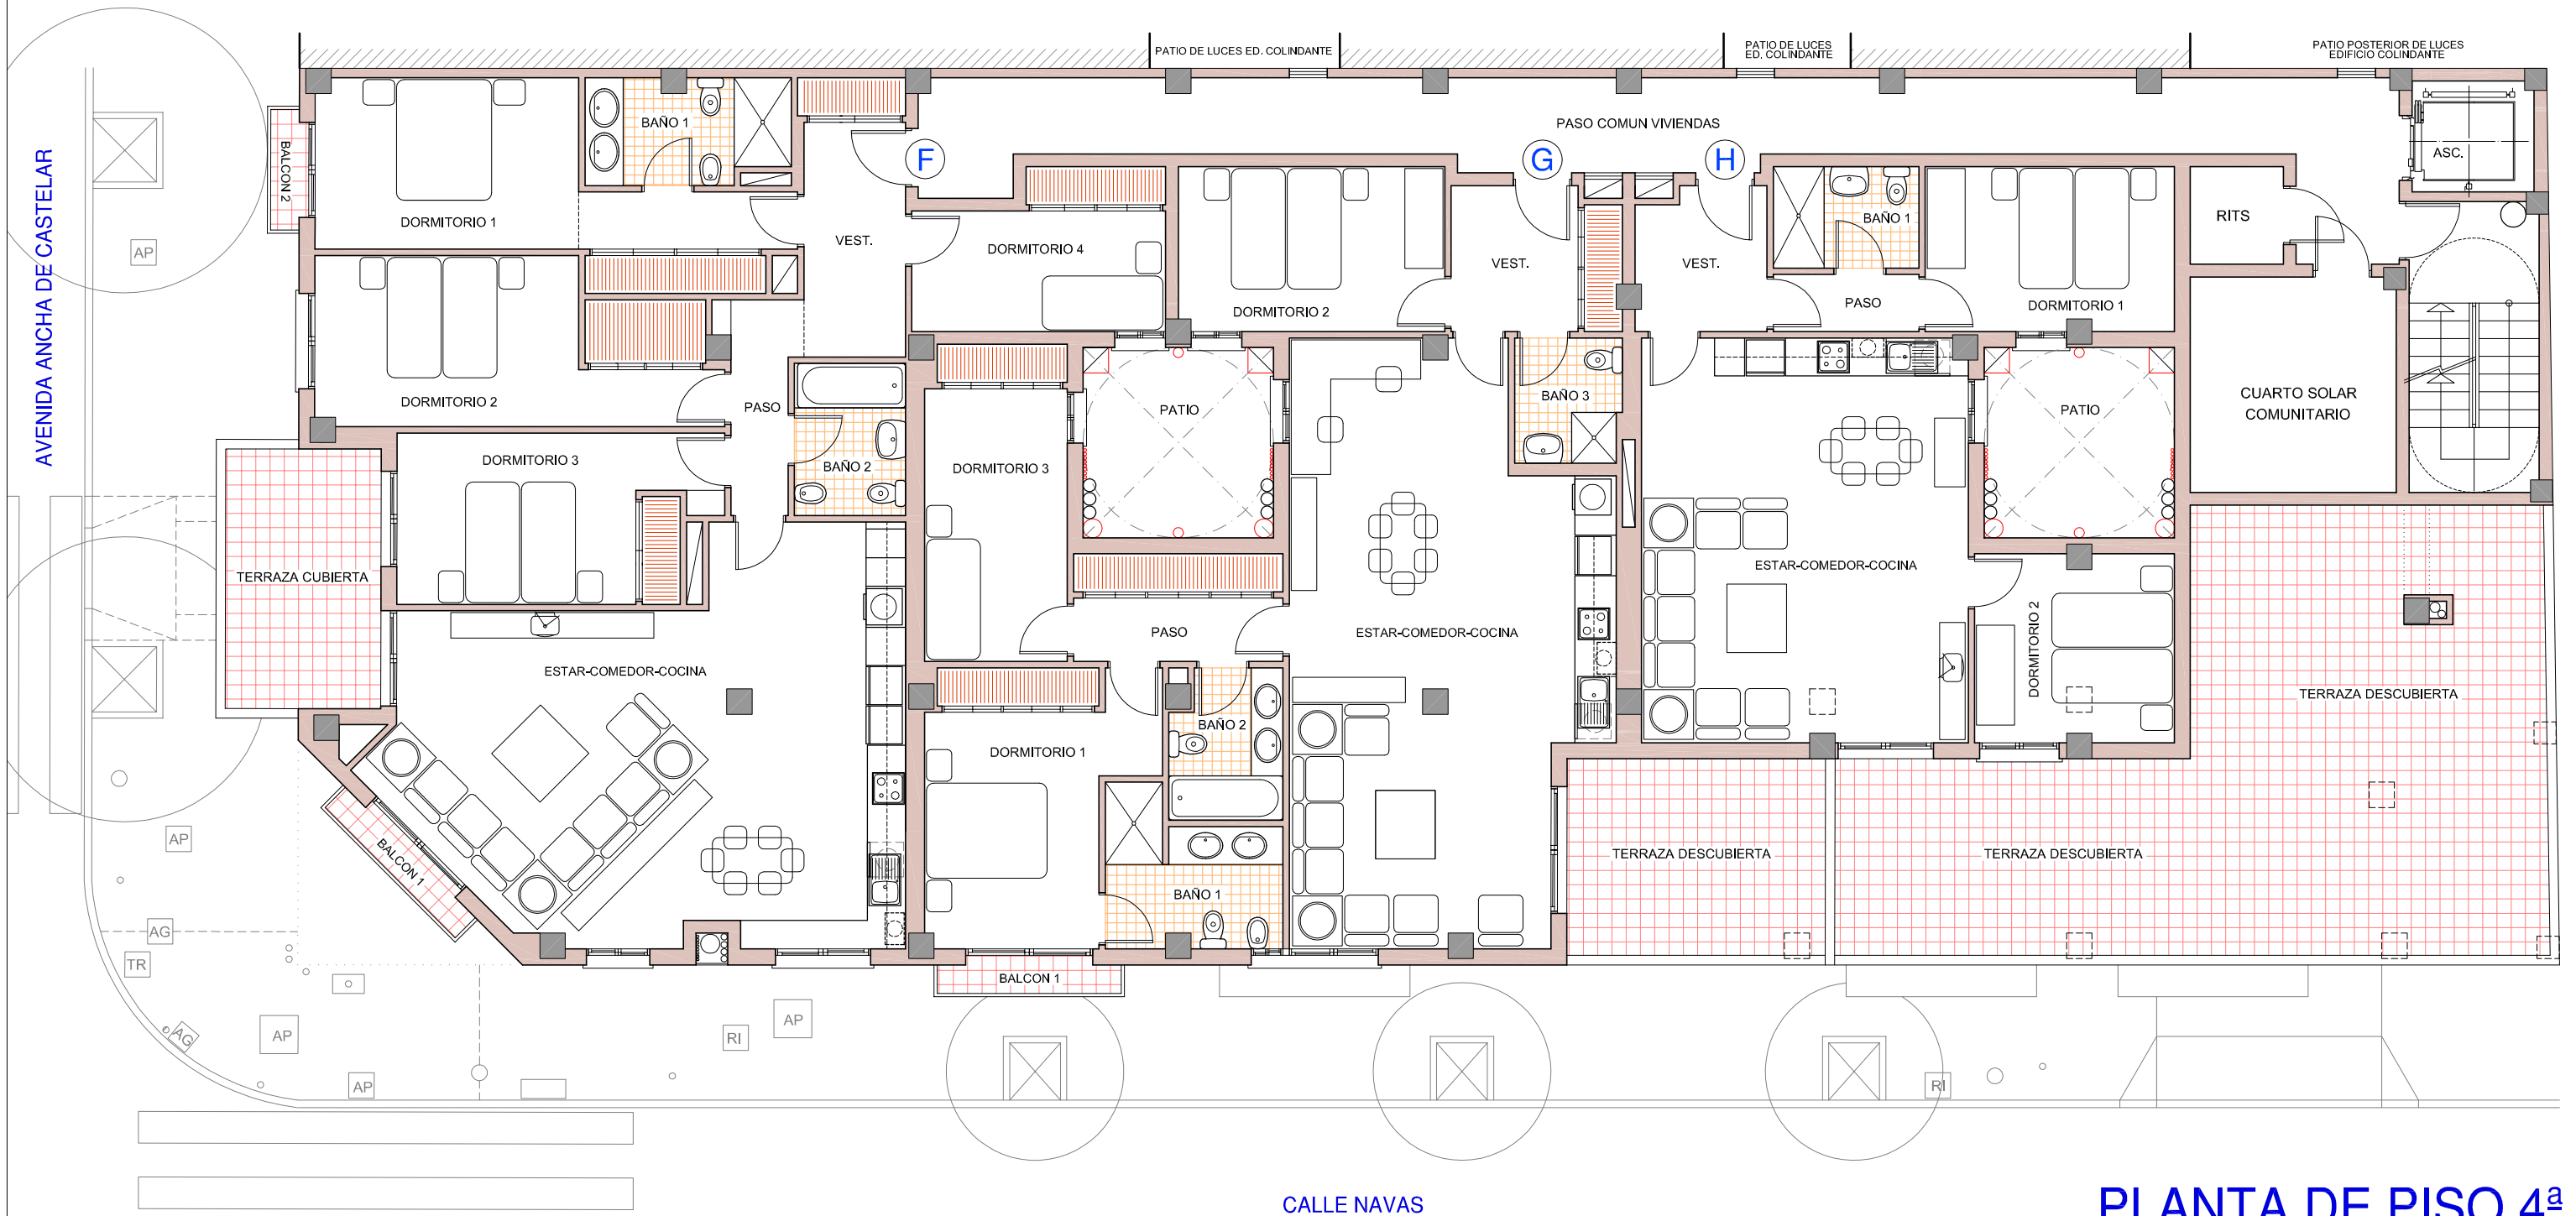 PATIO DE LUCES ED. COLINDANTE
PATIO DE LUCES
ED. COLINDANTE
PATIO POSTERIOR DE LUCES
EDIFICIO COLINDANTE
AVENIDA ANCHA DE CASTELAR
BALCON 2
BAÑO 1
DORMITORIO 1
F
PASO COMUN VIVIENDAS
G
H
ASC.
AP
VEST.
DORMITORIO 4
DORMITORIO 2
VEST.
VEST.
BAÑO 1
PASO
DORMITORIO 1
RITS
DORMITORIO 2
PASO
BAÑO 2
PATIO
BAÑO 3
PATIO
CUARTO SOLAR
COMUNITARIO
DORMITORIO 3
DORMITORIO 3
TERRAZA CUBIERTA
ESTAR-COMEDOR-COCINA
PASO
ESTAR-COMEDOR-COCINA
ESTAR-COMEDOR-COCINA
DORMITORIO 2
TERRAZA DESCUBIERTA
BAÑO 2
DORMITORIO 1
BALCON 1
AP
TERRAZA DESCUBIERTA
TERRAZA DESCUBIERTA
BAÑO 1
AG
TR
BALCON 1
AG
AP
RI
AP
AP
RI
CALLE NAVAS
PLANTA DE PISO 4ª